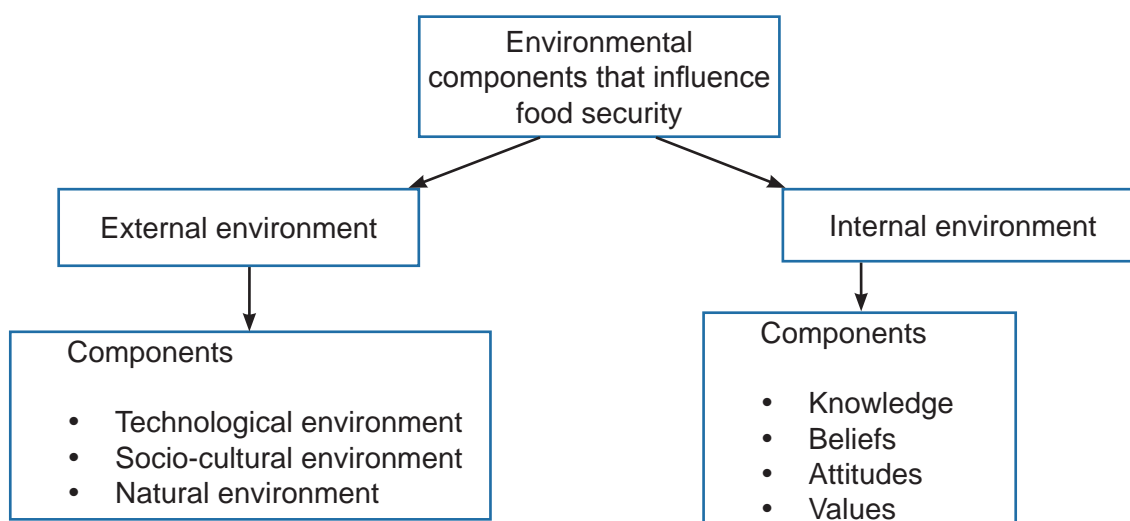 Environmental
components that influence
food security
External environment
Internal environment
Components
• Technological environment
• Socio-cultural environment
• Natural environment
Components
• Knowledge
• Beliefs
• Attitudes
• Values